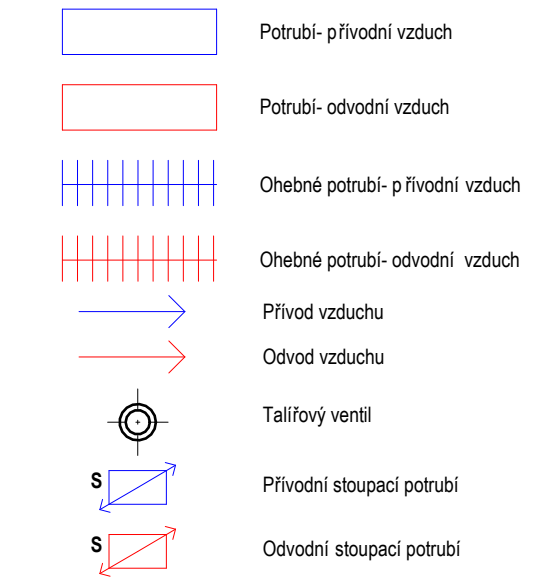 Potrubí- přívodní vzduch
Potrubí- odvodní vzduch
Ohebné potrubí- přívodní vzduch
Ohebné potrubí- odvodní vzduch
Přívod vzduchu
Odvod vzduchu
Talířový ventil
S Přívodní stoupací potrubí
S Odvodní stoupací potrubí